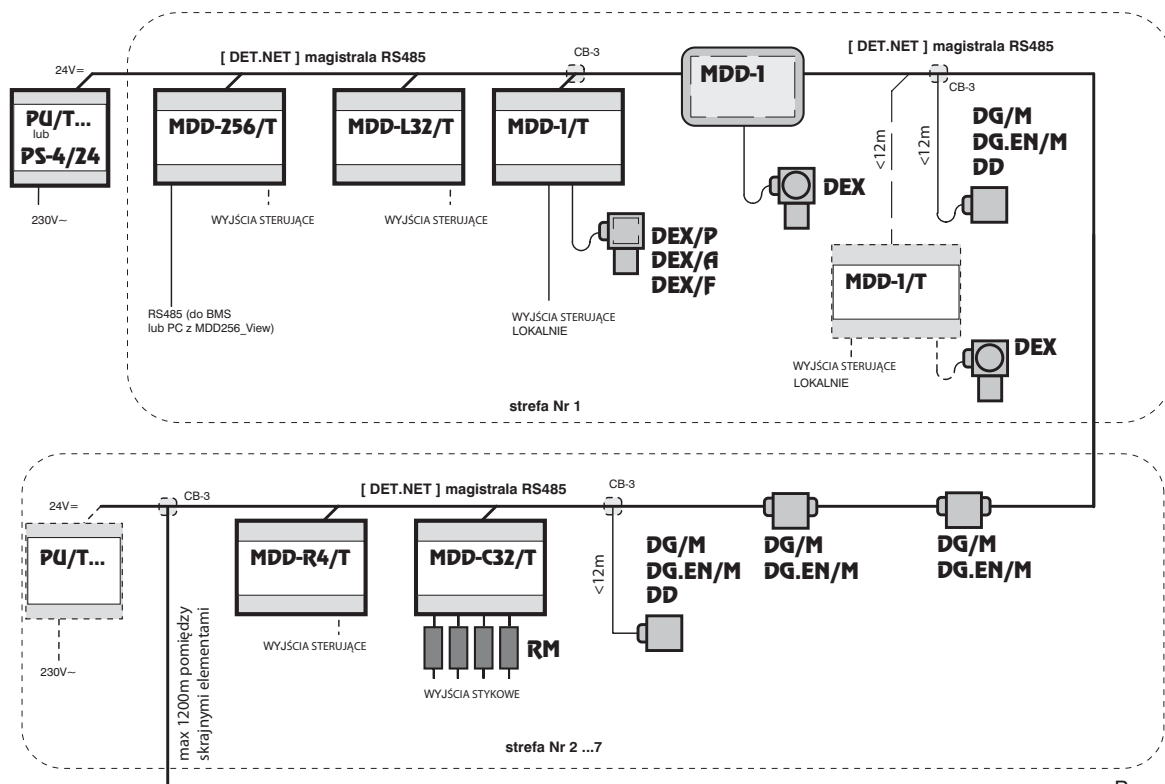 [ DET.NET ] magistrala RS485
CB-3
[ DET.NET ] magistrala RS485
24V=
CB-3
PU/T...
lub
PS-4/24
230V~
MDD-256/T
MDD-L32/T
MDD-1/T
MDD-1
WYJŚCIA STERUJĄCE
WYJŚCIA STERUJĄCE
RS485 (do BMS
lub PC z MDD256_View)
DEX/P
DEX/A
DEX/F
WYJŚCIA STERUJĄCE
LOKALNIE
DEX
<12m
<12m
DG/M
DG.EN/M
DD
MDD-1/T
WYJŚCIA STERUJĄCE
LOKALNIE
DEX
strefa Nr 1
24V=
CB-3
[ DET.NET ] magistrala RS485
CB-3
PU/T...
230V~
max 1200m pomiędzy
skrajnymi elementami
MDD-R4/T
WYJŚCIA STERUJĄCE
MDD-C32/T
RM
WYJŚCIA STYKOWE
<12m
DG/M
DG.EN/M
DD
DG/M
DG.EN/M
DG/M
DG.EN/M
strefa Nr 2 ...7